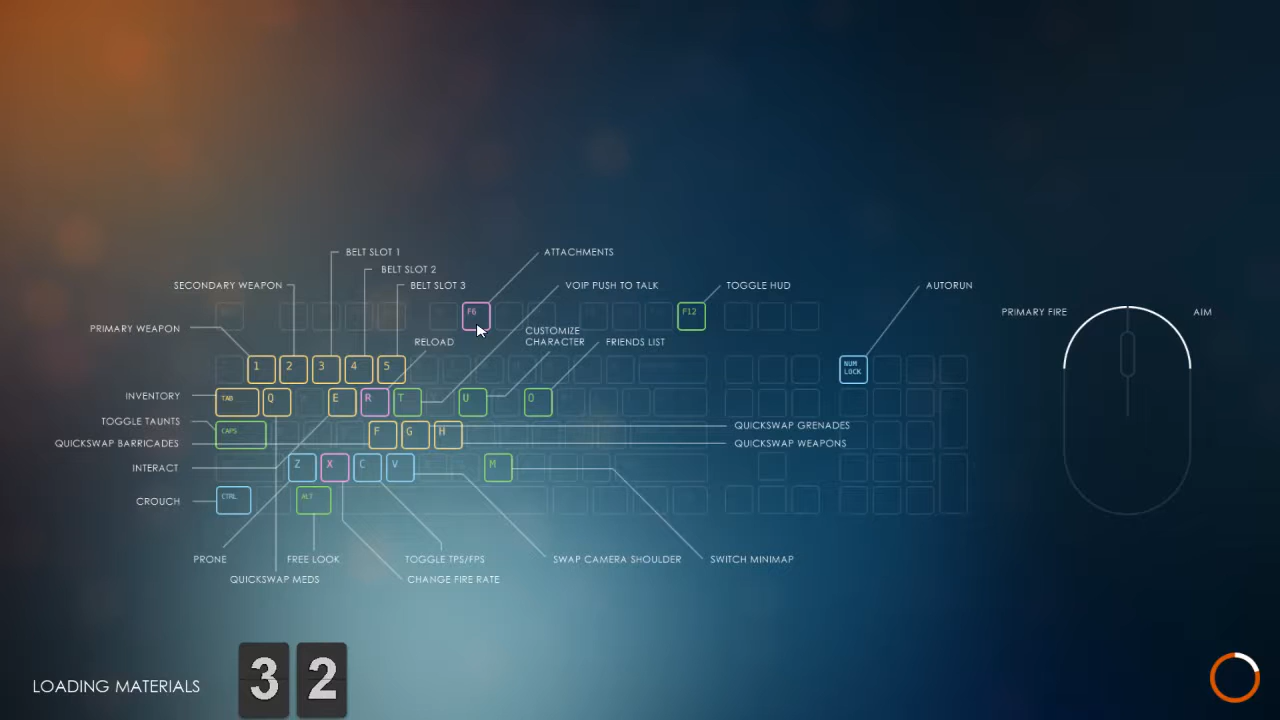 BELT SLOT 1
ATTACHMENTS
BELT SLOT 2
SECONDARY WEAPON
BELT SLOT 3
VOIP PUSH TO TALK
TOGGLE HUD
AUTORUN
F6
F12
PRIMARY FIRE
AIM
PRIMARY WEAPON
CUSTOMIZE
CHARACTER
RELOAD
FRIENDS LIST
1 2 3 4 5
NUM
LOCK
INVENTORY
TAB Q E R T U O
TOGGLE TAUNTS
CAPS F G H
QUICKSWAP GRENADES
QUICKSWAP BARRICADES
QUICKSWAP WEAPONS
INTERACT
Z X C V M
CROUCH
CTRL ALT
PRONE
FREE LOOK
TOGGLE TPS/FPS
SWAP CAMERA SHOULDER
SWITCH MINIMAP
QUICKSWAP MEDS
CHANGE FIRE RATE
LOADING MATERIALS
32